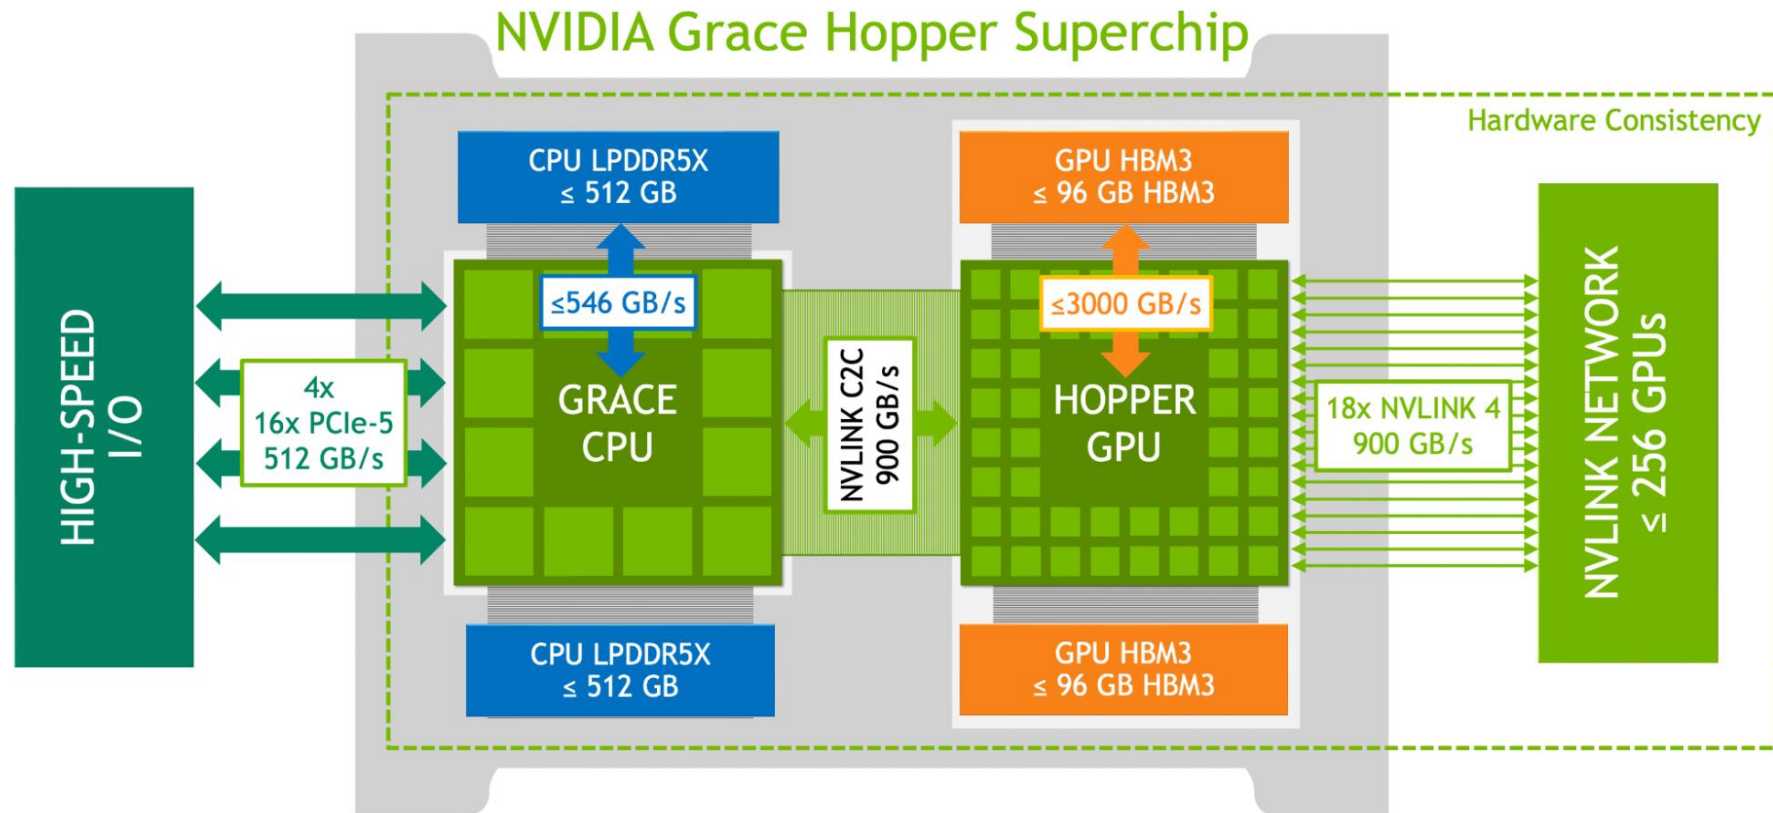 NVIDIA Grace Hopper Superchip
Hardware Consistency
CPU LPDDR5X
≤ 512 GB
GPU HBM3
≤ 96 GB HBM3
HIGH-SPEED
I/O
4x
16x PCIe-5
512 GB/s
≤546 GB/s
GRACE
CPU
NVLINK C2C
900 GB/s
≤3000 GB/s
HOPPER
GPU
18x NVLINK 4
900 GB/s
NVLINK NETWORK
≤ 256 GPUs
CPU LPDDR5X
≤ 512 GB
GPU HBM3
≤ 96 GB HBM3